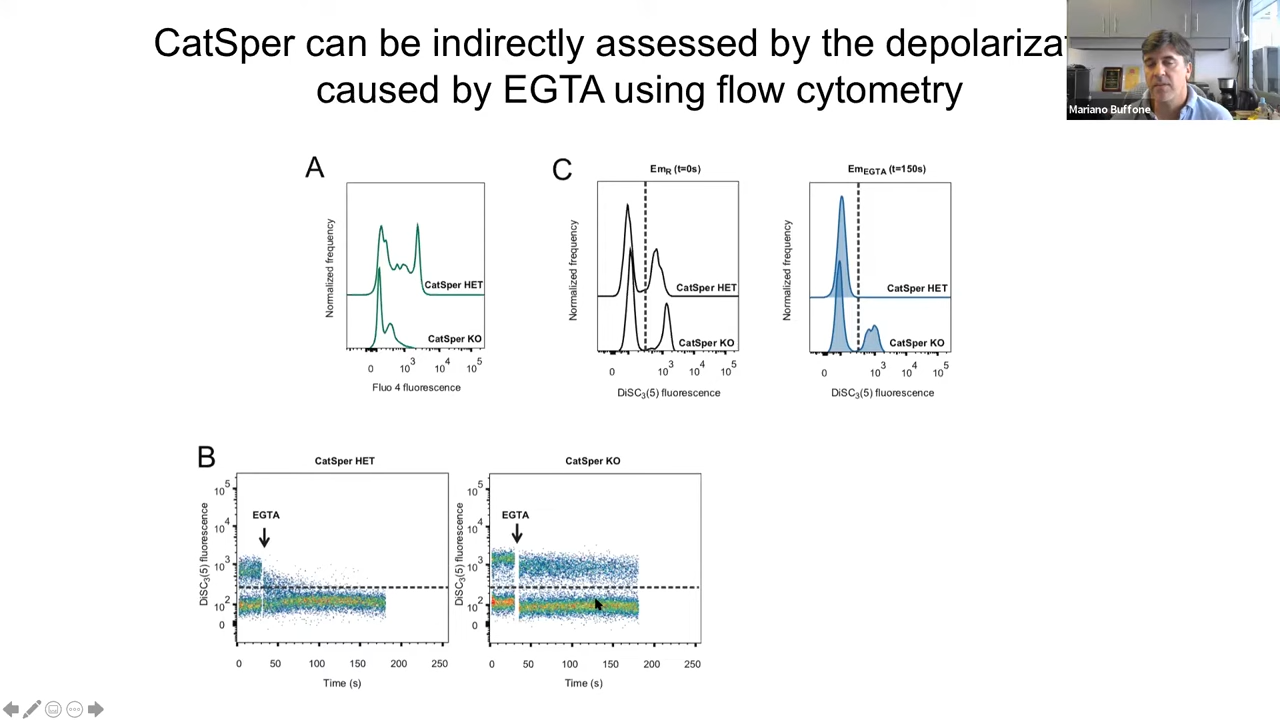 CatSper can be indirectly assessed by the depolariza
caused by EGTA using flow cytometry
Mariano Buffone
A
Normalized frequency
CatSper HET
CatSper KO
0 10^3 10^4 10^5
Fluo 4 fluorescence
C
Em_R (t=0s)
Normalized frequency
CatSper HET
CatSper KO
0 10^3 10^4 10^5
DiSC_3(5) fluorescence
Em_EGTA (t=150s)
Normalized frequency
CatSper HET
CatSper KO
0 10^3 10^4 10^5
DiSC_3(5) fluorescence
B
CatSper HET
DiSC_3(5) fluorescence
10^5
10^4
10^3
10^2
0
EGTA
0 50 100 150 200 250
Time (s)
CatSper KO
DiSC_3(5) fluorescence
10^5
10^4
10^3
10^2
0
EGTA
0 50 100 150 200 250
Time (s)